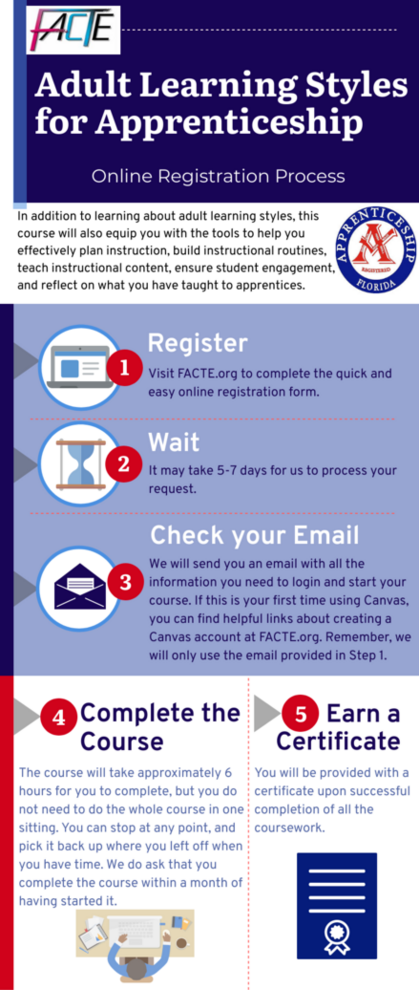 FACTE
Adult Learning Styles
for Apprenticeship
Online Registration Process
In addition to learning about adult learning styles, this
course will also equip you with the tools to help you
effectively plan instruction, build instructional routines,
teach instructional content, ensure student engagement,
and reflect on what you have taught to apprentices.
APPRENTICESHIP
A
REGISTERED
FLORIDA
1
Register
Visit FACTE.org to complete the quick and
easy online registration form.
2
Wait
It may take 5-7 days for us to process your
request.
3
Check your Email
We will send you an email with all the
information you need to login and start your
course. If this is your first time using Canvas,
you can find helpful links about creating a
Canvas account at FACTE.org. Remember, we
will only use the email provided in Step 1.
4
Complete the
Course
The course will take approximately 6
hours for you to complete, but you do
not need to do the whole course in one
sitting. You can stop at any point, and
pick it back up where you left off when
you have time. We do ask that you
complete the course within a month of
having started it.
5
Earn a
Certificate
You will be provided with a
certificate upon successful
completion of all the
coursework.